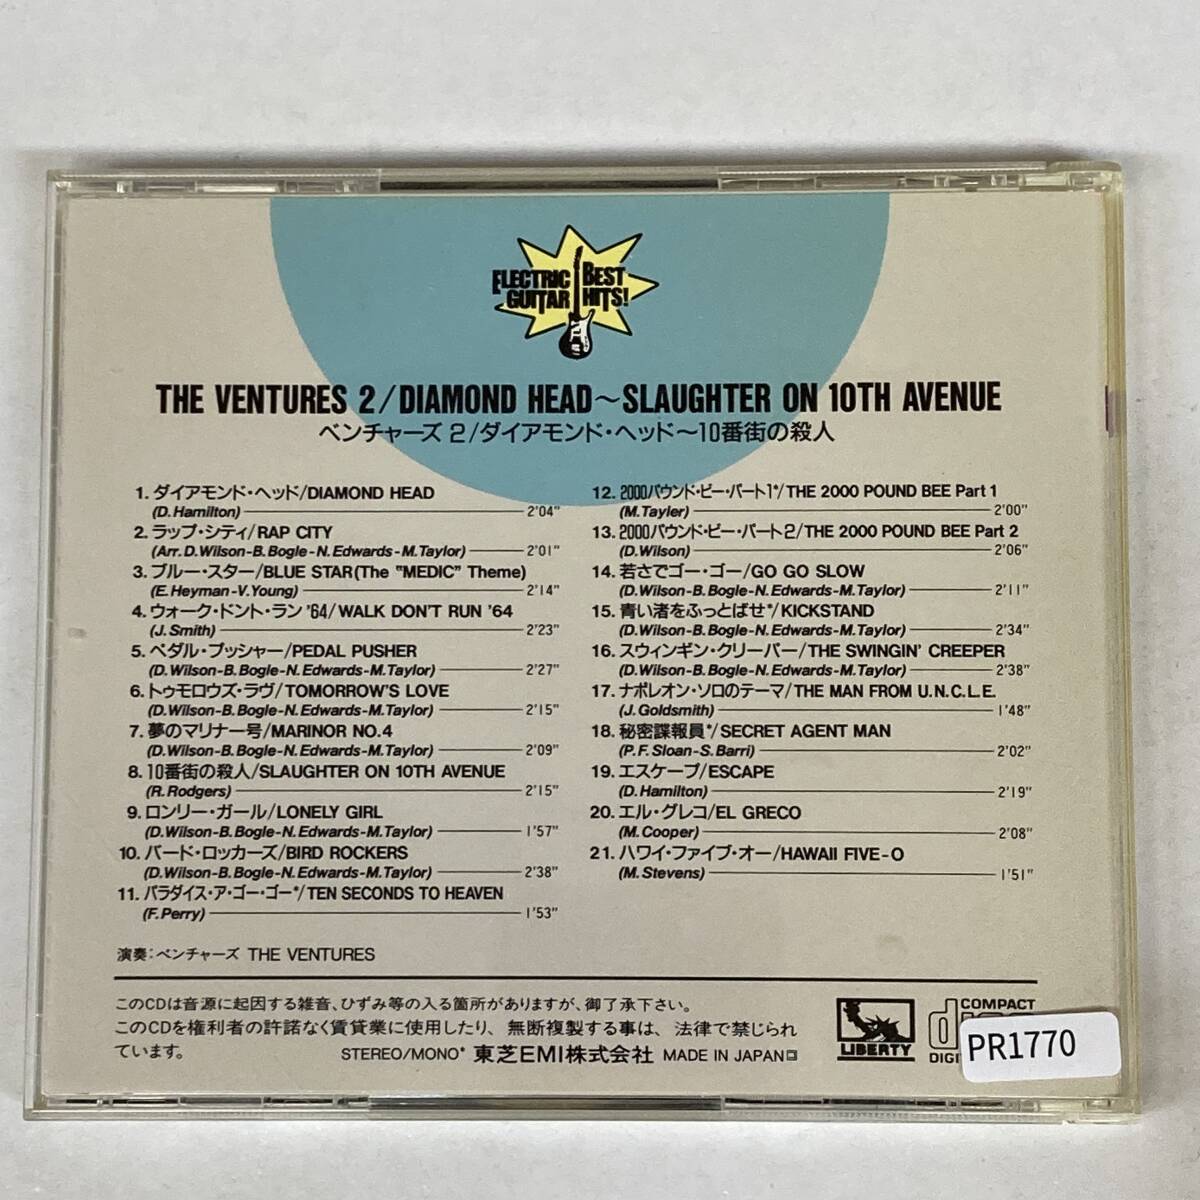 ELECTRIC BEST
GUITAR HITS!
THE VENTURES 2/DIAMOND HEAD～SLAUGHTER ON 10TH AVENUE
ベンチャーズ 2/ダイアモンド・ヘッド～10番街の殺人
1. ダイアモンド・ヘッド/DIAMOND HEAD
(D. Hamilton) 2'04"
2. ラップ・シティ/RAP CITY
(Arr. D. Wilson-B. Bogle-N. Edwards-M. Taylor) 2'01"
3. ブルー・スター/BLUE STAR(The "MEDIC" Theme)
(E. Heyman-V. Young) 2'14"
4. ウォーク・ドント・ラン '64/WALK DON'T RUN '64
(J. Smith) 2'23"
5. ペダル・プッシャー/PEDAL PUSHER
(D. Wilson-B. Bogle-N. Edwards-M. Taylor) 2'27"
6. トゥモロウズ・ラヴ/TOMORROW'S LOVE
(D. Wilson-B. Bogle-N. Edwards-M. Taylor) 2'15"
7. 夢のマリナー号/MARINOR NO.4
(D. Wilson-B. Bogle-N. Edwards-M. Taylor) 2'09"
8. 10番街の殺人/SLAUGHTER ON 10TH AVENUE
(R. Rodgers) 2'15"
9. ロンリー・ガール/LONELY GIRL
(D. Wilson-B. Bogle-N. Edwards-M. Taylor) 1'57"
10. バード・ロッカーズ/BIRD ROCKERS
(D. Wilson-B. Bogle-N. Edwards-M. Taylor) 2'38"
11. パラダイス・ア・ゴー・ゴー*/TEN SECONDS TO HEAVEN
(F. Perry) 1'53"
12. 2000パウンド・ビー・パート1*/THE 2000 POUND BEE Part 1
(M. Tayler) 2'00"
13. 2000パウンド・ビー・パート2/THE 2000 POUND BEE Part 2
(D. Wilson) 2'06"
14. 若さでゴー・ゴー/GO GO SLOW
(D. Wilson-B. Bogle-N. Edwards-M. Taylor) 2'11"
15. 青い渚をぶっとばせ*/KICKSTAND
(D. Wilson-B. Bogle-N. Edwards-M. Taylor) 2'34"
16. スウィンギン・クリーパー/THE SWINGIN' CREEPER
(D. Wilson-B. Bogle-N. Edwards-M. Taylor) 2'38"
17. ナポレオン・ソロのテーマ/THE MAN FROM U.N.C.L.E.
(J. Goldsmith) 1'48"
18. 秘密諜報員*/SECRET AGENT MAN
(P. F. Sloan-S. Barri) 2'02"
19. エスケープ/ESCAPE
(D. Hamilton) 2'19"
20. エル・グレコ/EL GRECO
(M. Cooper) 2'08"
21. ハワイ・ファイブ・オー/HAWAII FIVE-O
(M. Stevens) 1'51"
演奏：ベンチャーズ THE VENTURES
このCDは音源に起因する雑音、ひずみ等の入る箇所がありますが、御了承下さい。
このCDを権利者の許諾なく賃貸業に使用したり、無断複製する事は、法律で禁じられ
ています。 STEREO/MONO* 東芝EMI株式会社 MADE IN JAPAN
LIBERTY
COMPACT
PR1770